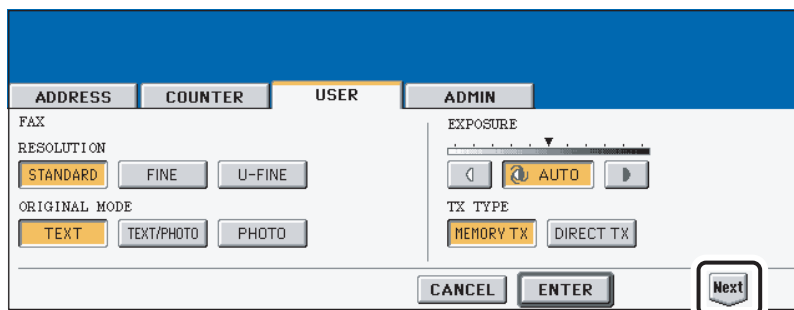 ADDRESS COUNTER USER ADMIN
FAX
RESOLUTION
STANDARD FINE U-FINE
ORIGINAL MODE
TEXT TEXT/PHOTO PHOTO
EXPOSURE
AUTO
TX TYPE
MEMORY TX DIRECT TX
CANCEL ENTER Next